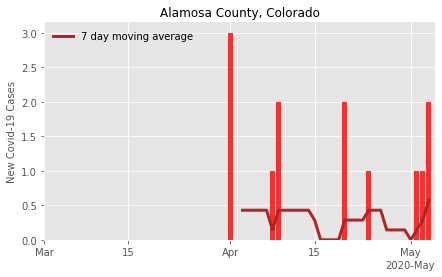 Alamosa County, Colorado
7 day moving average
New Covid-19 Cases
3.0
2.5
2.0
1.5
1.0
0.5
0.0
Mar 15 Apr 15 May
2020-May